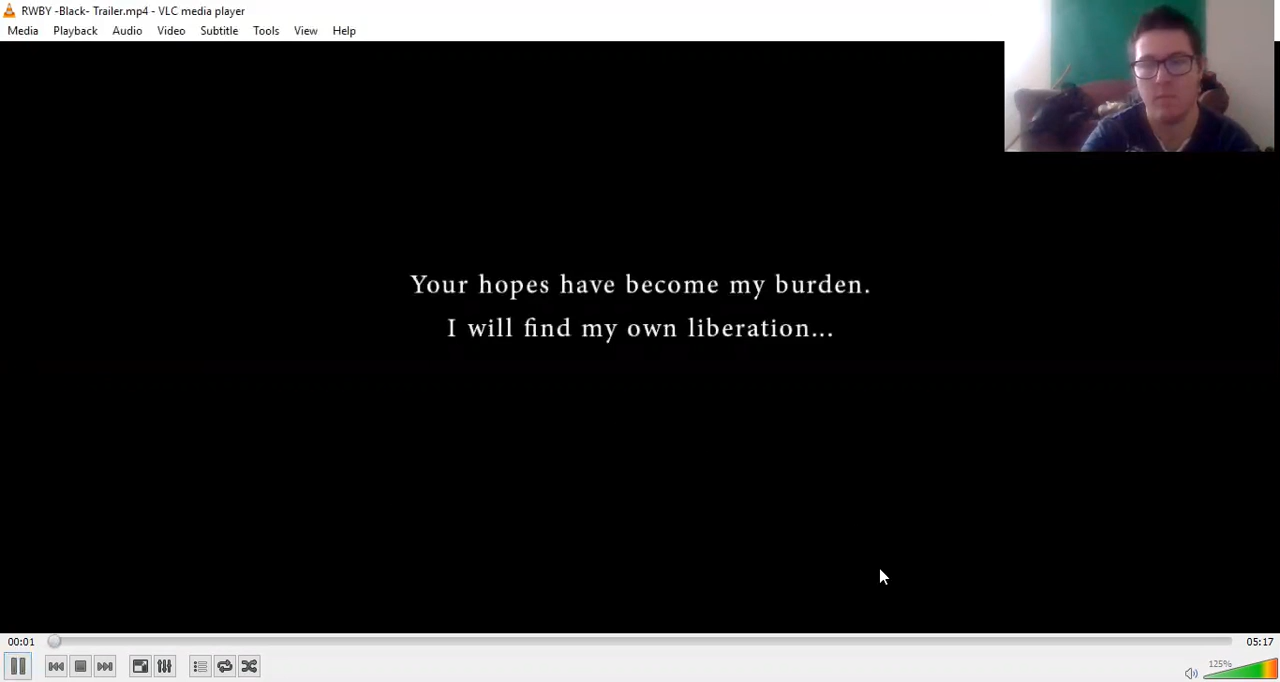 RWBY -Black- Trailer.mp4 - VLC media player
Media Playback Audio Video Subtitle Tools View Help
Your hopes have become my burden.
I will find my own liberation...
00:01 05:17
125%